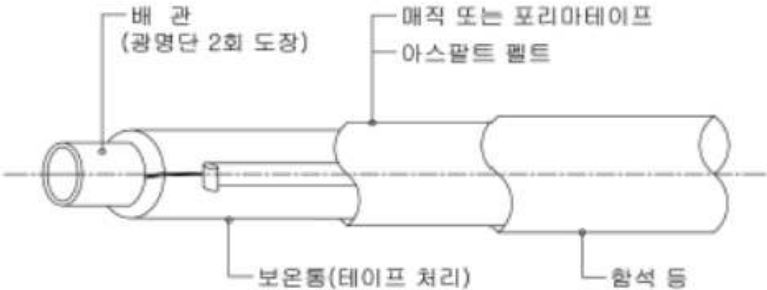 배 관
(광명단 2회 도장)
매직 또는 포리마테이프
아스팔트 펠트
보온통(테이프 처리)
함석 등